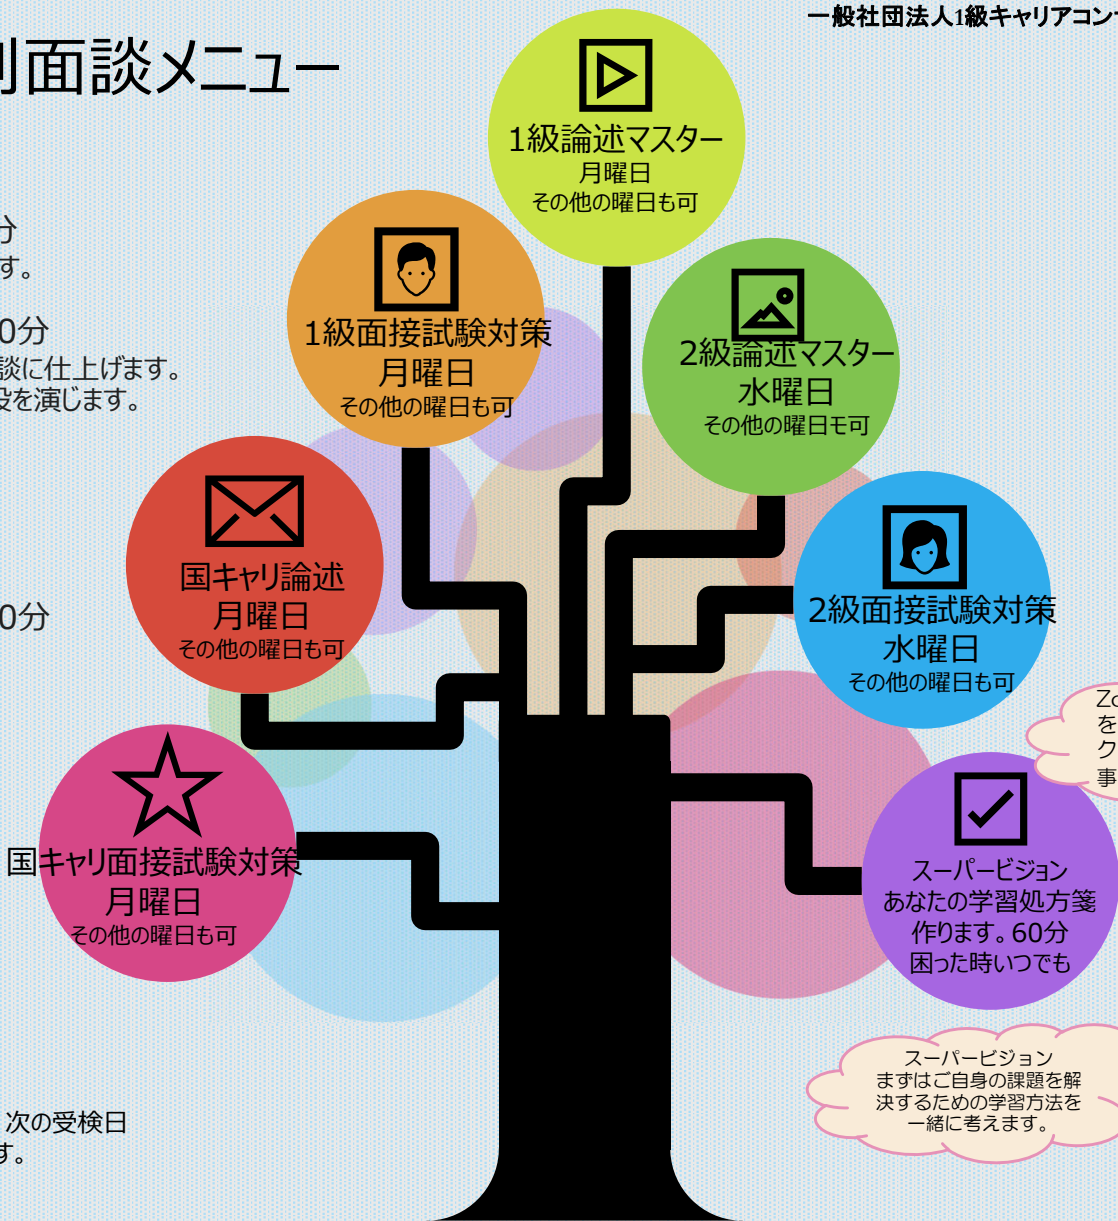 一般社団法人1級キャリアコン
別面談メニュー
分
す。
0分
談に仕上げます。
役を演じます。
0分
1級論述マスター
月曜日
その他の曜日も可
1級面接試験対策
月曜日
その他の曜日も可
2級論述マスター
水曜日
その他の曜日モ可
国キャリ論述
月曜日
その他の曜日も可
2級面接試験対策
水曜日
その他の曜日も可
国キャリ面接試験対策
月曜日
その他の曜日も可
を
ク
事
スーパービジョン
あなたの学習処方箋
作ります。60分
困った時いつでも
スーパービジョン
まずはご自身の課題を解
決するための学習方法を
一緒に考えます。
次の受検日
す。